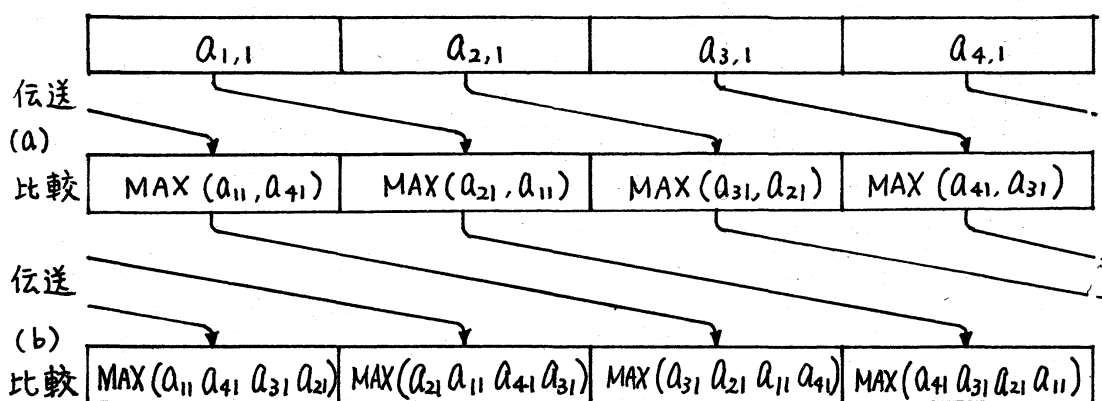 a1,1 a2,1 a3,1 a4,1
伝送
(a)
比較 MAX (a11, a41) MAX(a21, a11) MAX(a31, a21) MAX (a41, a31)
伝送
(b)
比較 MAX(a11 a41 a31 a21) MAX(a21 a11 a41 a31) MAX(a31 a21 a11 a41) MAX(a41 a31 a21 a11)